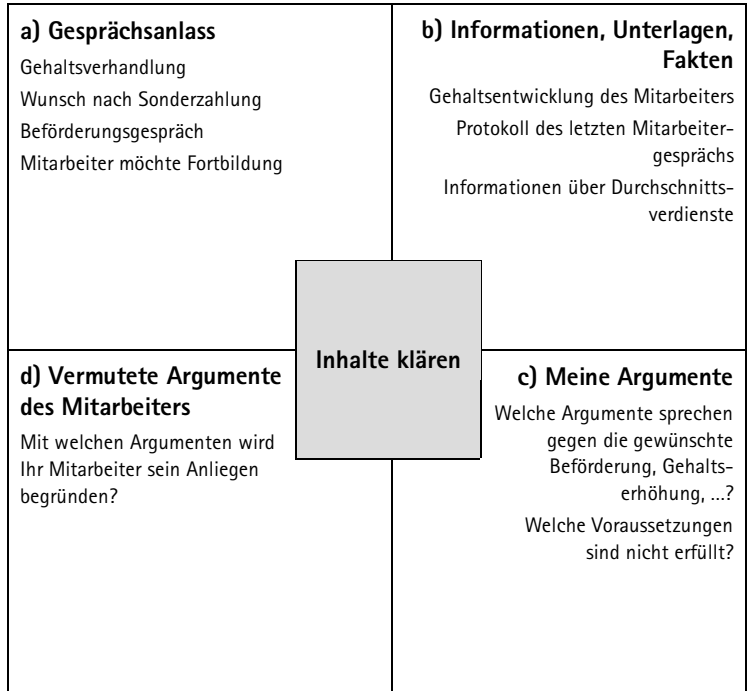 a) Gesprächsanlass
Gehaltsverhandlung
Wunsch nach Sonderzahlung
Beförderungsgespräch
Mitarbeiter möchte Fortbildung
b) Informationen, Unterlagen,
Fakten
Gehaltsentwicklung des Mitarbeiters
Protokoll des letzten Mitarbeiter-
gesprächs
Informationen über Durchschnitts-
verdienste
Inhalte klären
d) Vermutete Argumente
des Mitarbeiters
Mit welchen Argumenten wird
Ihr Mitarbeiter sein Anliegen
begründen?
c) Meine Argumente
Welche Argumente sprechen
gegen die gewünschte
Beförderung, Gehalts-
erhöhung, ...?
Welche Voraussetzungen
sind nicht erfüllt?